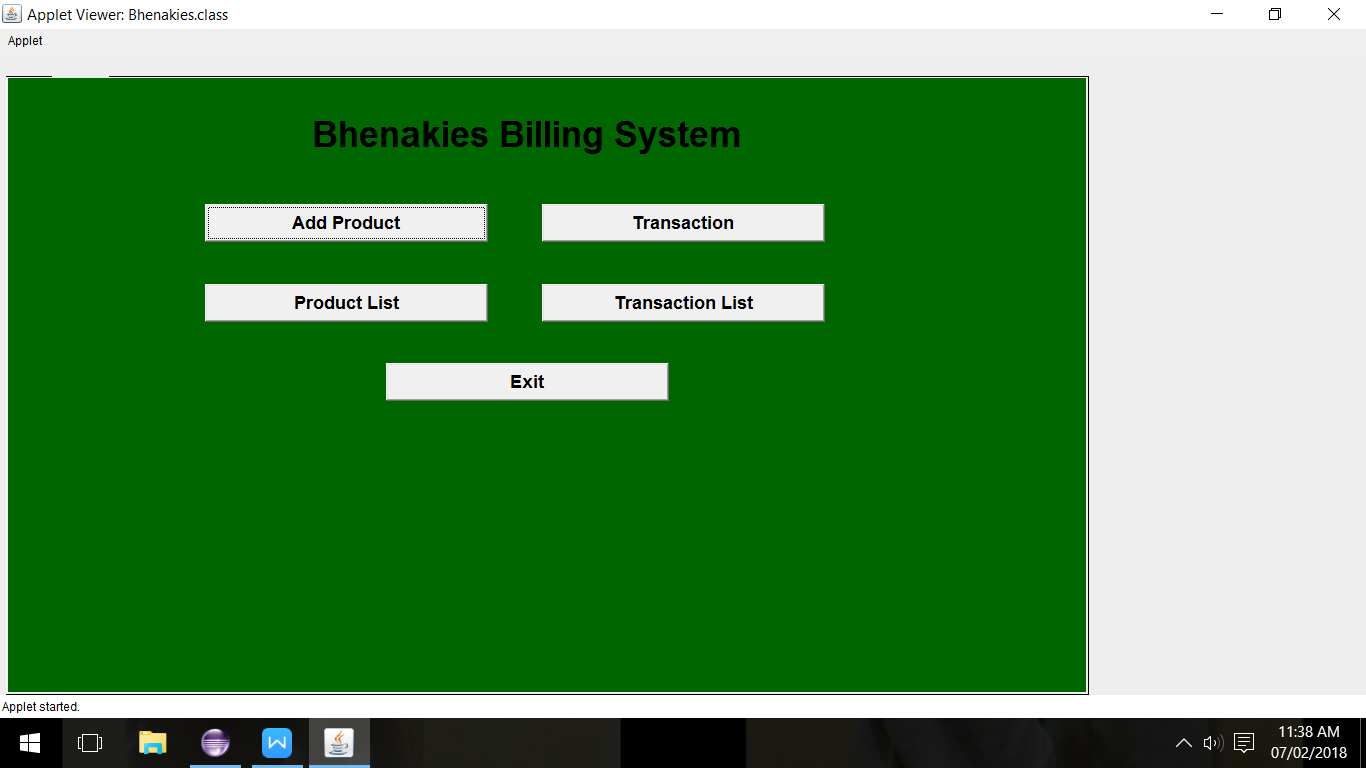 Applet Viewer: Bhenakies.class
Applet
Bhenakies Billing System
Add Product
Transaction
Product List
Transaction List
Exit
Applet started.
11:38 AM
07/02/2018